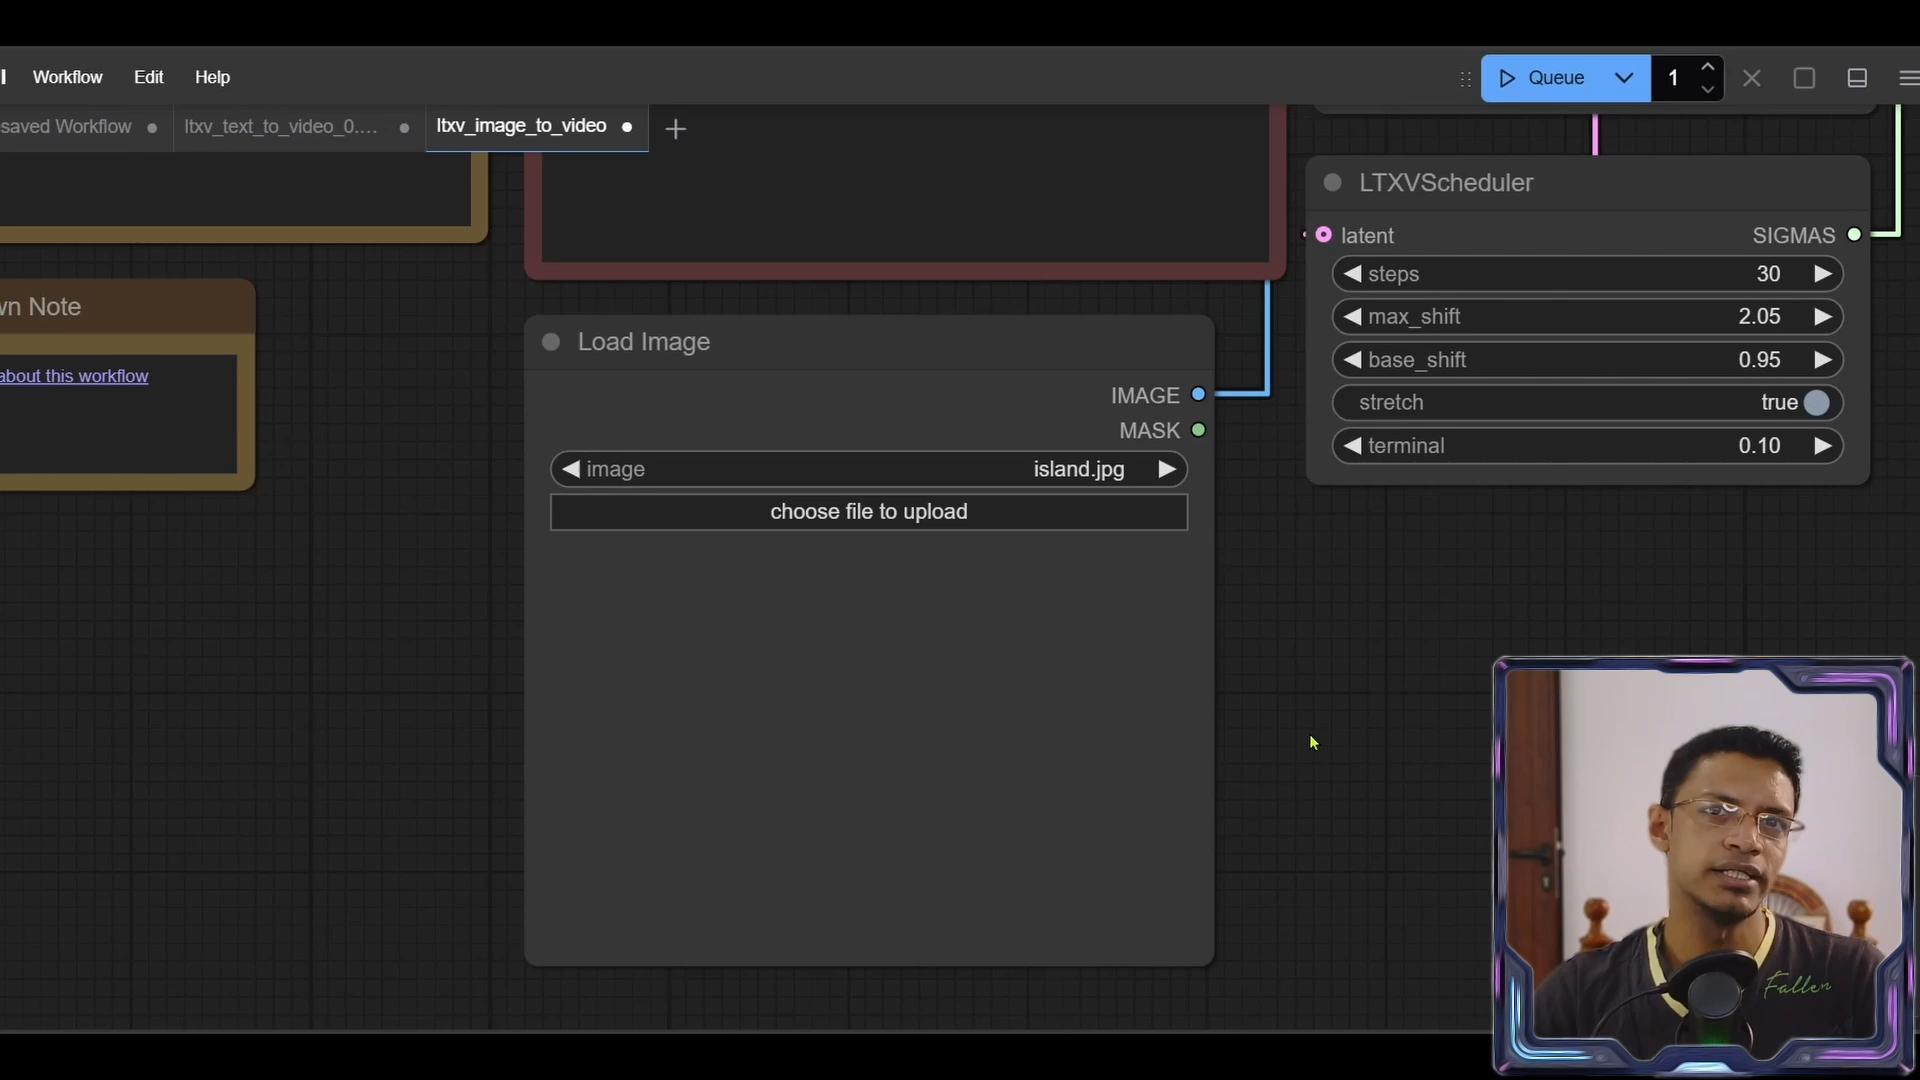 I Workflow Edit Help
Queue 1
saved Workflow
ltxv_text_to_video_0....
ltxv_image_to_video
wn Note
about this workflow
Load Image
IMAGE
MASK
image island.jpg
choose file to upload
LTXVScheduler
latent SIGMAS
steps 30
max_shift 2.05
base_shift 0.95
stretch true
terminal 0.10
Fallen